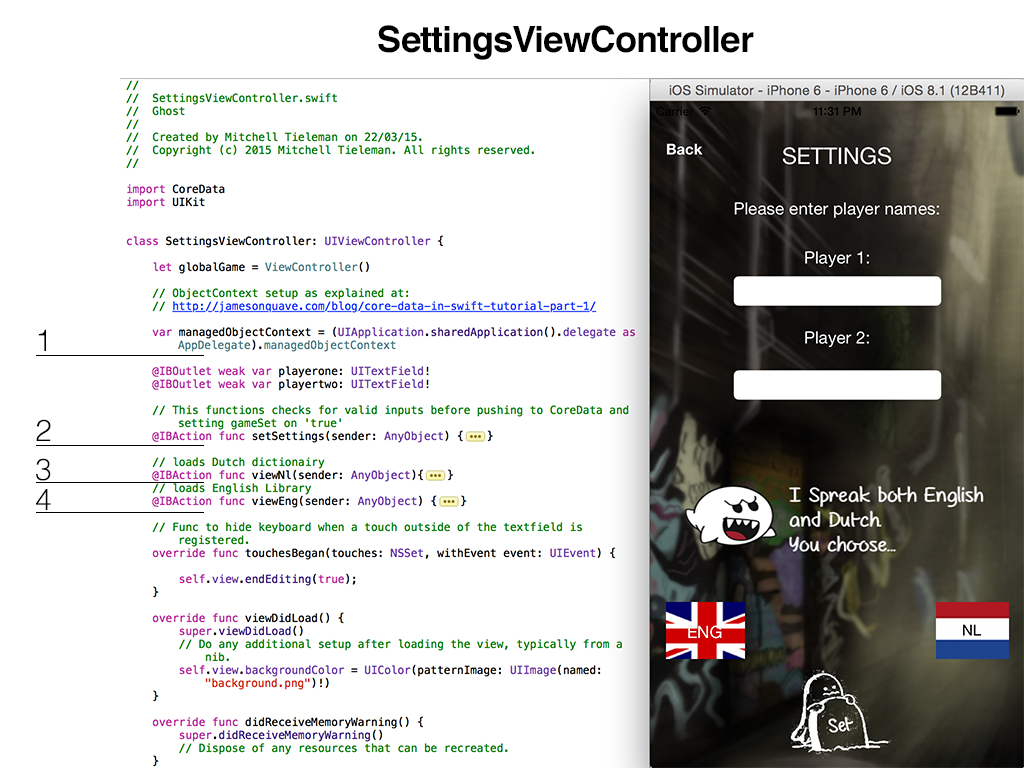 SettingsViewController
//
//  SettingsViewController.swift
//  Ghost
//
//  Created by Mitchell Tieleman on 22/03/15.
//  Copyright (c) 2015 Mitchell Tieleman. All rights reserved.
//
import CoreData
import UIKit
class SettingsViewController: UIViewController {
let globalGame = ViewController()
// ObjectContext setup as explained at:
// http://jamesonquave.com/blog/core-data-in-swift-tutorial-part-1/
1
var managedObjectContext = (UIApplication.sharedApplication().delegate as
AppDelegate).managedObjectContext
@IBOutlet weak var playerone: UITextField!
@IBOutlet weak var playertwo: UITextField!
// This functions checks for valid inputs before pushing to CoreData and
setting gameSet on 'true'
2
@IBAction func setSettings(sender: AnyObject) {•••}
3
// loads Dutch dictionairy
@IBAction func viewNl(sender: AnyObject){•••}
4
// loads English Library
@IBAction func viewEng(sender: AnyObject) {•••}
// Func to hide keyboard when a touch outside of the textfield is
registered.
override func touchesBegan(touches: NSSet, withEvent event: UIEvent) {
self.view.endEditing(true);
}
override func viewDidLoad() {
super.viewDidLoad()
// Do any additional setup after loading the view, typically from a
nib.
self.view.backgroundColor = UIColor(patternImage: UIImage(named:
"background.png")!)
}
override func didReceiveMemoryWarning() {
super.didReceiveMemoryWarning()
// Dispose of any resources that can be recreated.
}
iOS Simulator - iPhone 6 - iPhone 6 / iOS 8.1 (12B411)
Carrier 11:31 PM
Back
SETTINGS
Please enter player names:
Player 1:
Player 2:
I Spreak both English
and Dutch.
You choose...
ENG
NL
Set